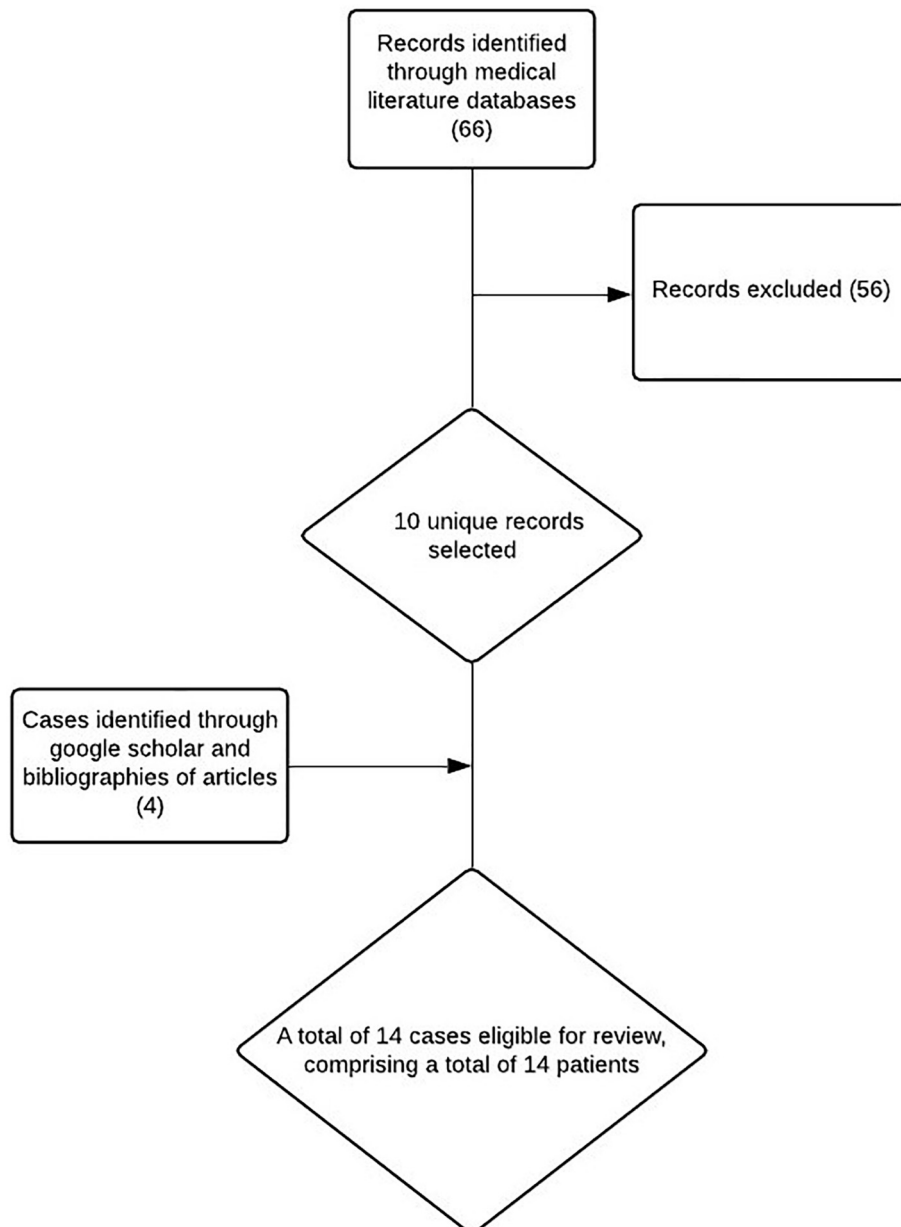 Records identified
through medical
literature databases
(66)
Records excluded (56)
10 unique records
selected
Cases identified through
google scholar and
bibliographies of articles
(4)
A total of 14 cases eligible for review,
comprising a total of 14 patients